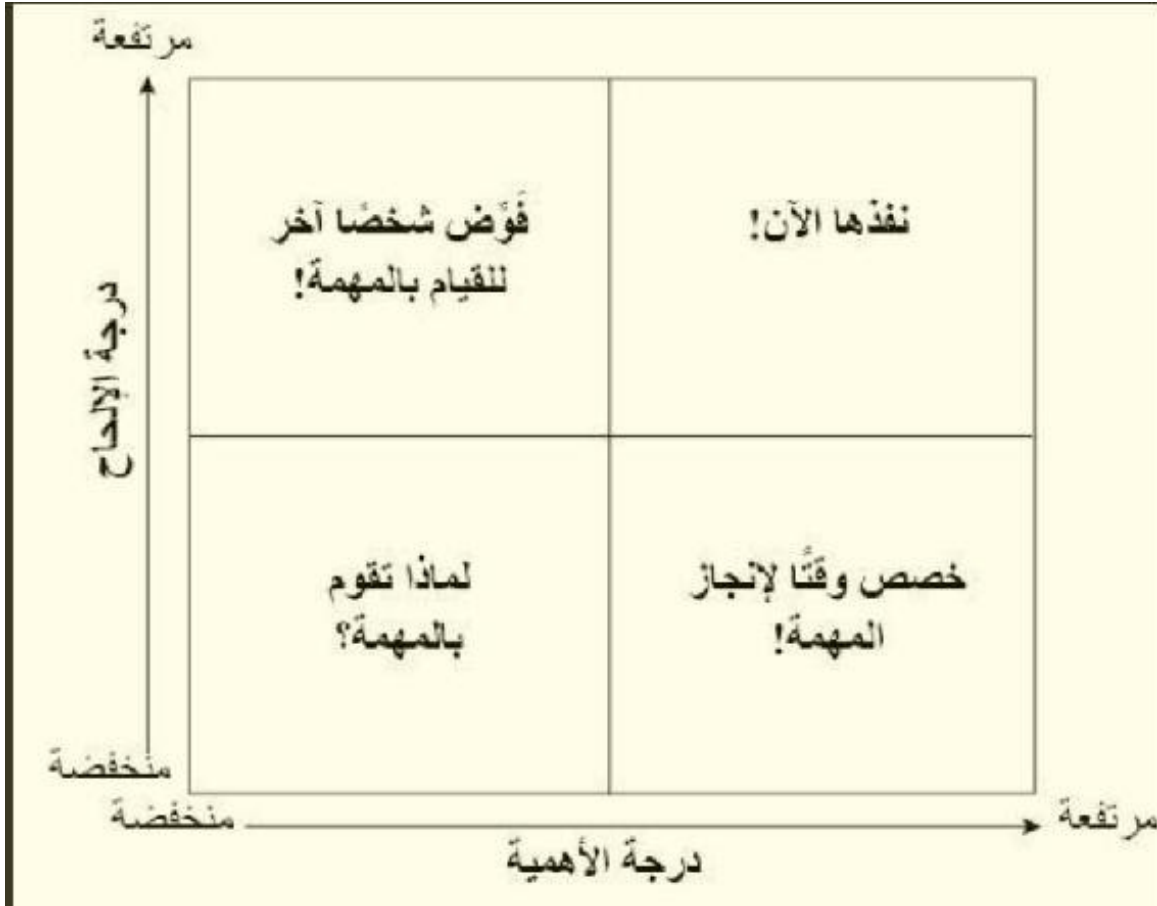 مرتفعة
نفذها الآن!
فَوَّض شخصًا آخر
للقيام بالمهمة!
درجة الإلحاح
خصص وقتًا لإنجاز
المهمة!
لماذا تقوم
بالمهمة؟
منخفضة
منخفضة
مرتفعة
درجة الأهمية